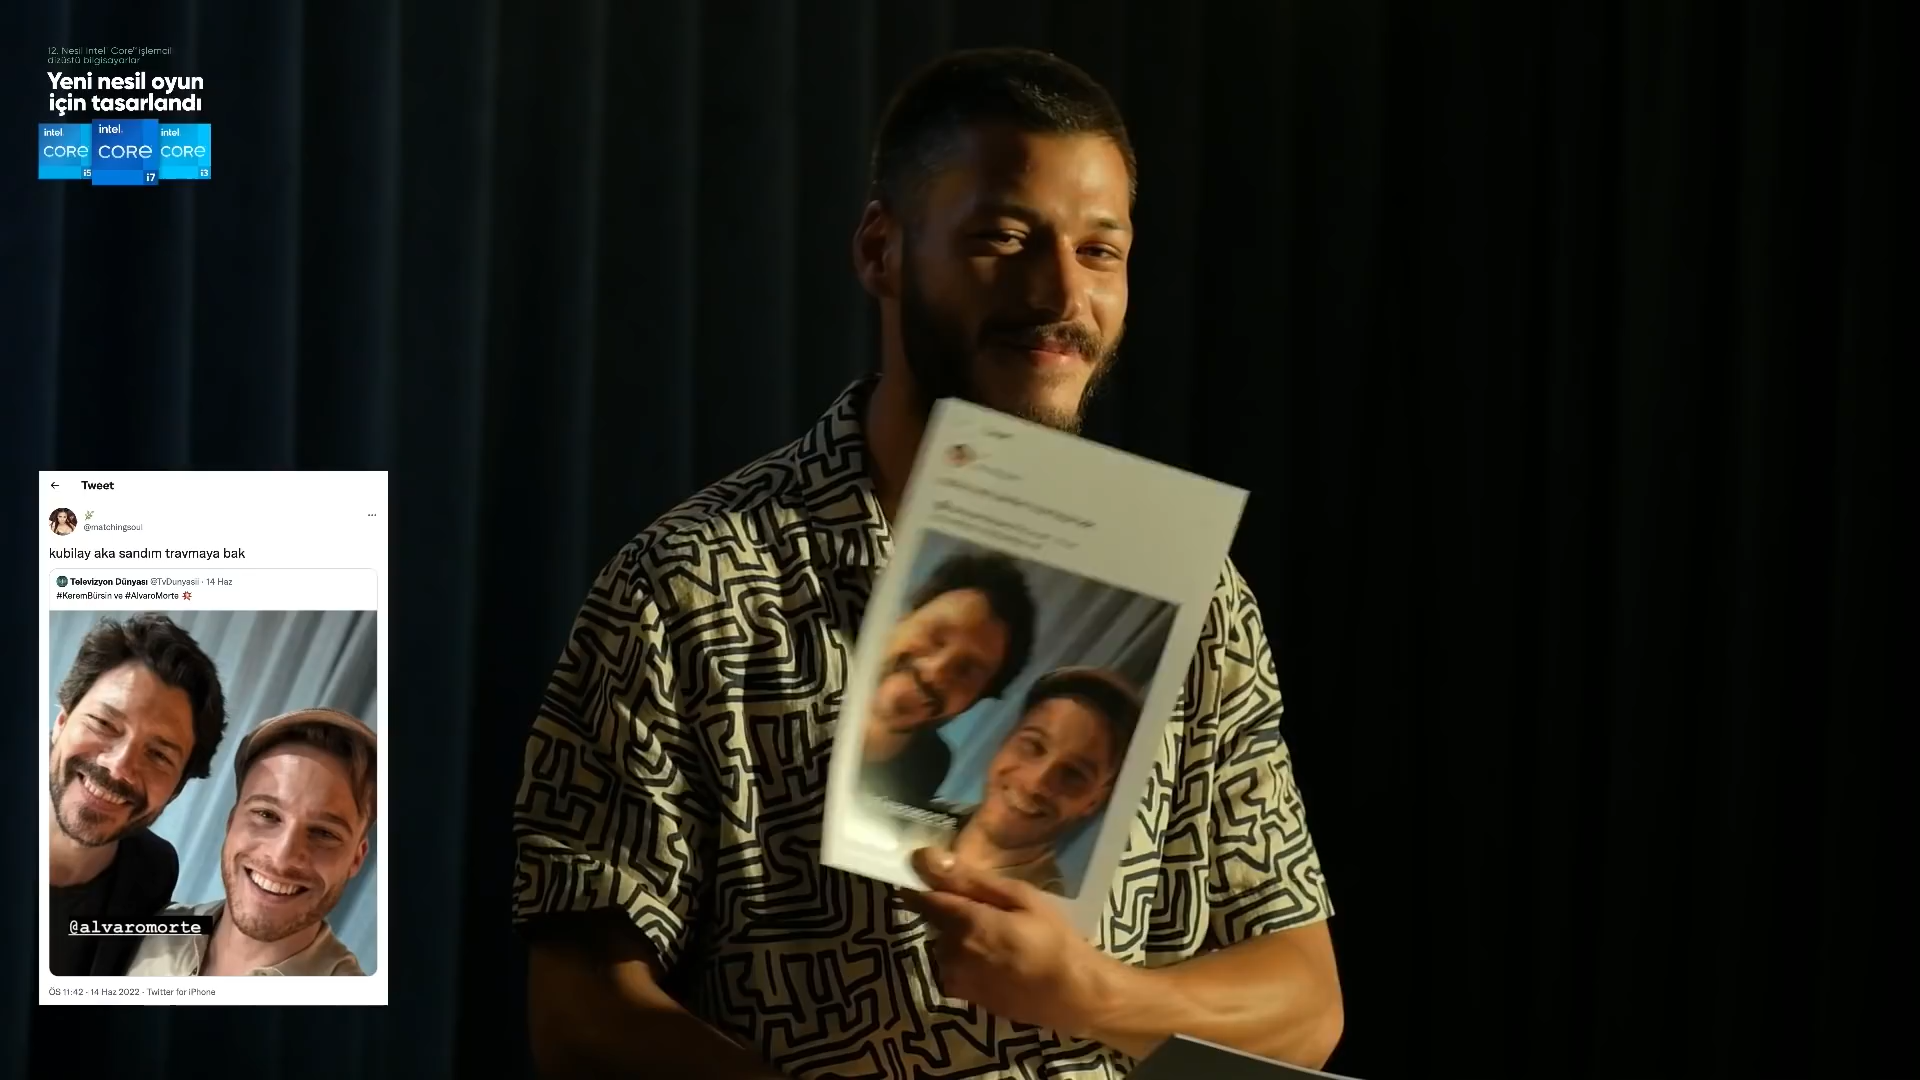 12. Nesil Intel® Core™ işlemcili
dizüstü bilgisayarlar
Yeni nesil oyun
için tasarlandı
intel.
CORE
i5
intel.
CORE
i7
intel.
CORE
i3
Tweet
@matchingsoul
kubilay aka sandım travmaya bak
Televizyon Dünyası @TvDunyasii · 14 Haz
#KeremBürsin ve #AlvaroMorte
@alvaromorte
ÖS 11:42 · 14 Haz 2022 · Twitter for iPhone